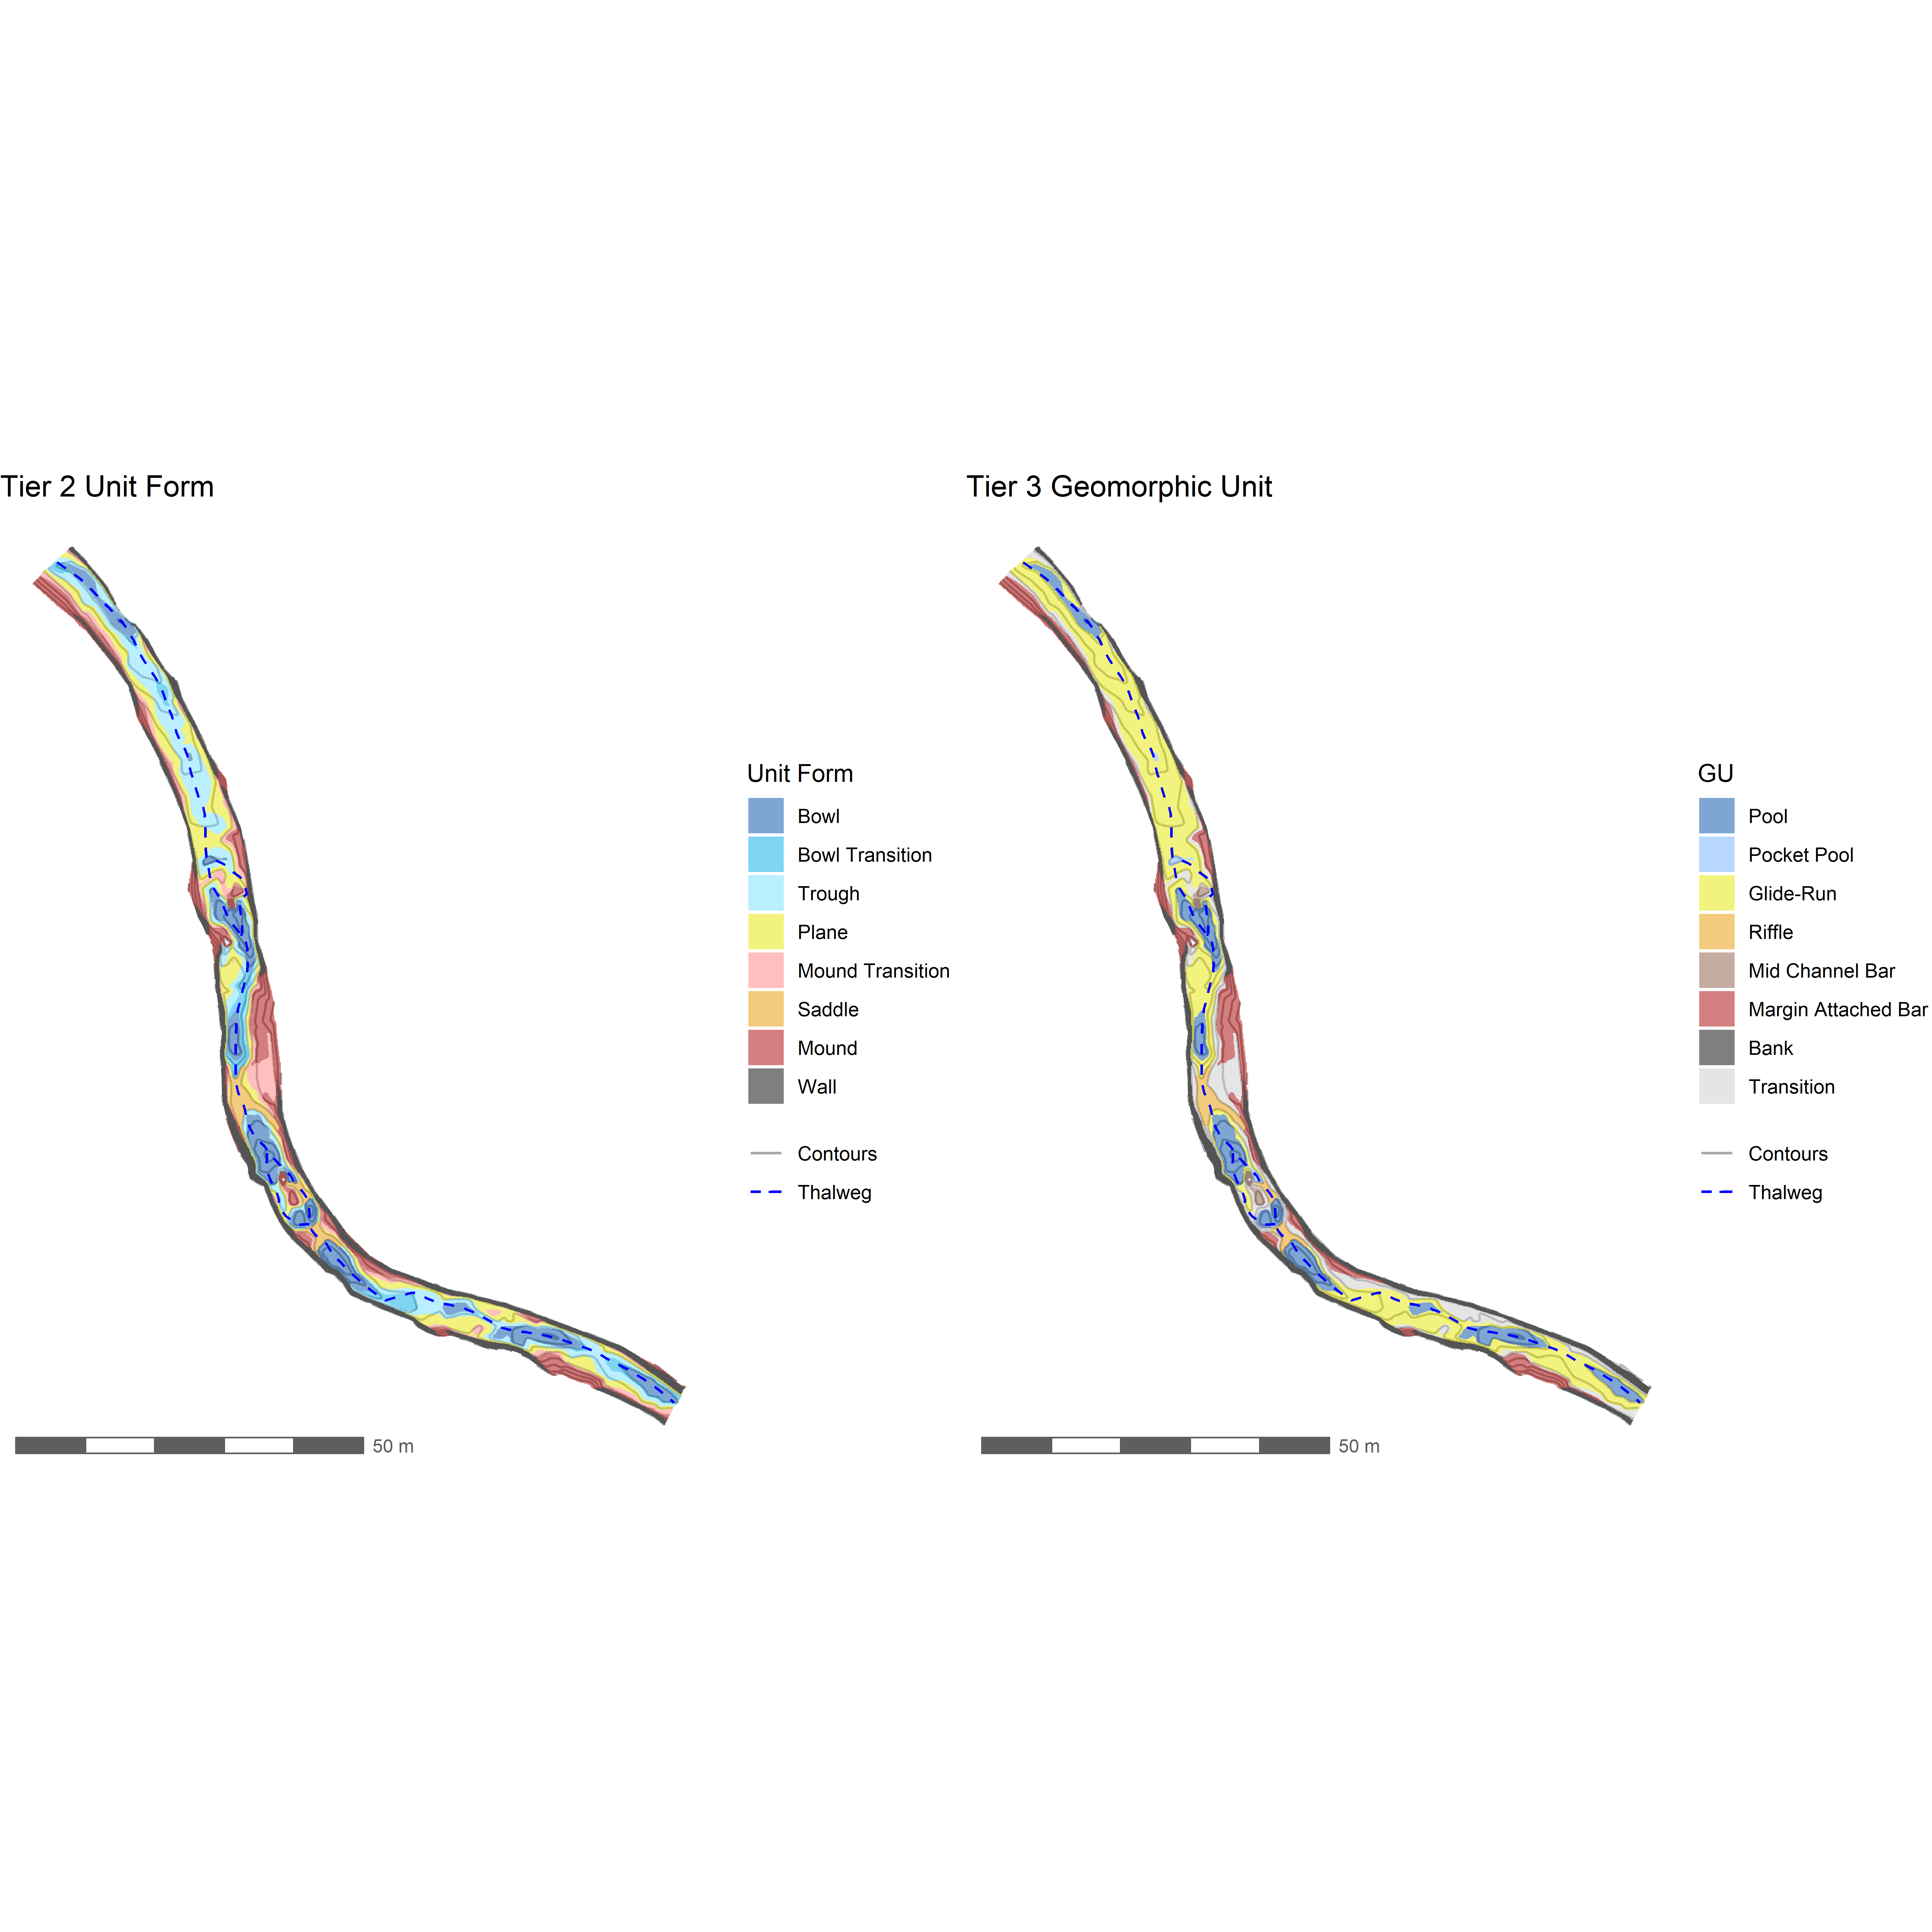 Tier 2 Unit Form
Unit Form
Bowl
Bowl Transition
Trough
Plane
Mound Transition
Saddle
Mound
Wall
Contours
Thalweg
50 m
Tier 3 Geomorphic Unit
GU
Pool
Pocket Pool
Glide-Run
Riffle
Mid Channel Bar
Margin Attached Bar
Bank
Transition
Contours
Thalweg
50 m